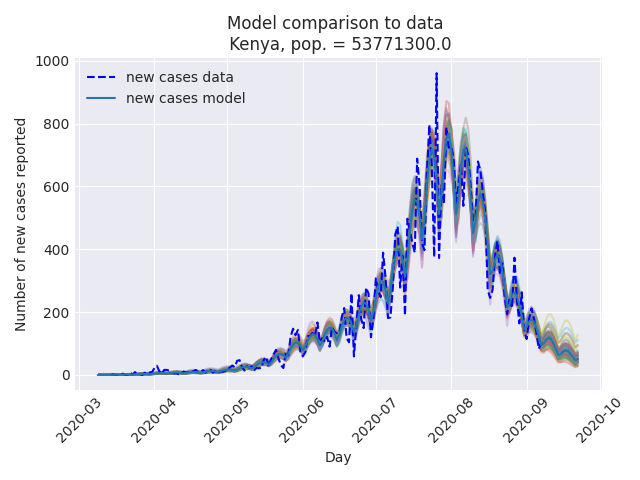 Model comparison to data
Kenya, pop. = 53771300.0
new cases data
new cases model
Number of new cases reported
1000
800
600
400
200
0
2020-03
2020-04
2020-05
2020-06
2020-07
2020-08
2020-09
2020-10
Day